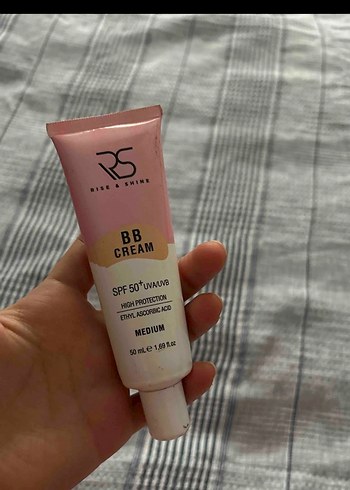 RS
RISE & SHINE
BB
CREAM
SPF 50+ UVA/UVB
HIGH PROTECTION
ETHYL ASCORBIC ACID
MEDIUM
50 mL e 1,69 fl.oz